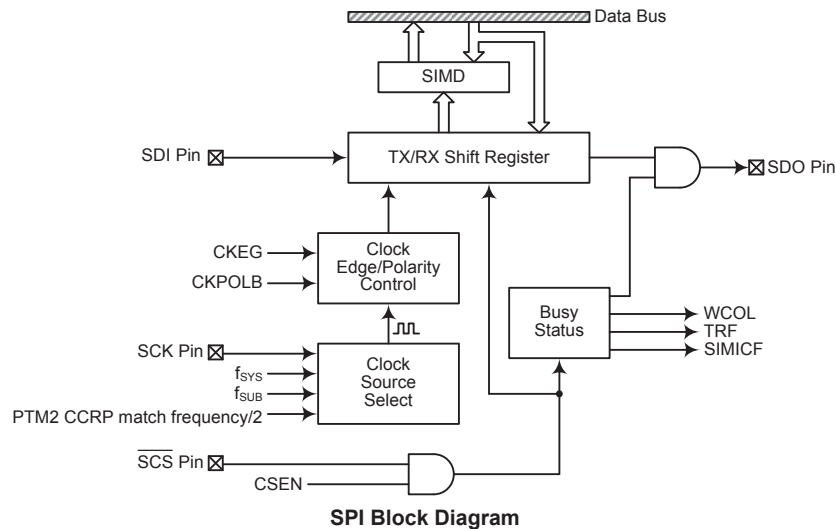 Data Bus
SIMD
SDI Pin
TX/RX Shift Register
SDO Pin
CKEG
CKPOLB
Clock
Edge/Polarity
Control
Busy
Status
WCOL
TRF
SIMICF
SCK Pin
fSYS
fSUB
PTM2 CCRP match frequency/2
Clock
Source
Select
SCS Pin
CSEN
SPI Block Diagram